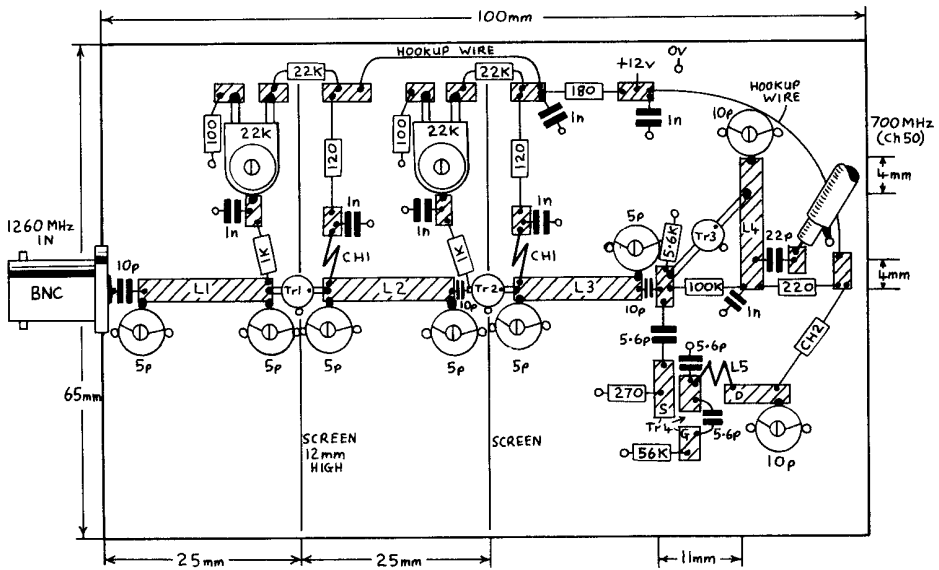 100mm
HOOKUP WIRE
0v
+12v
22K
22K
180
HOOKUP
WIRE
10p
1n
1n
700 MHz
(Ch 50)
100
22K
120
100
22K
120
4mm
1n
1n
1n
1n
5p
5.6K
Tr3
L4
22p
1260 MHz
IN
1K
CH1
1K
CH1
4mm
BNC
10p
L1
Tr1
L2
10p
Tr2
L3
10p
100K
1n
220
5p
5p
5p
5p
5p
5.6p
5.6p
CH2
L5
270
S
D
65mm
Tr4
G
5.6p
SCREEN
12mm
HIGH
SCREEN
56K
10p
25mm
25mm
11mm